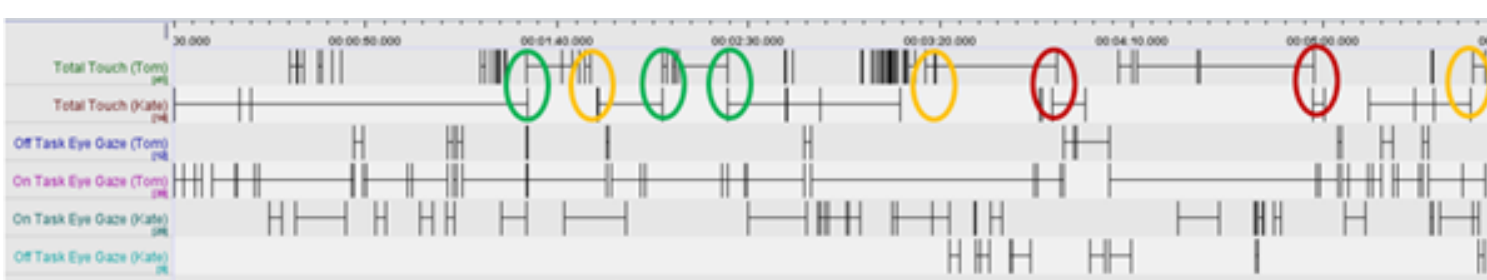 30.000 00:00:50.000 00:01:40.000 00:02:30.000 00:03:20.000 00:04:10.000 00:05:00.000
Total Touch (Tom)
Total Touch (Kate)
Off Task Eye Gaze (Tom)
On Task Eye Gaze (Tom)
On Task Eye Gaze (Kate)
Off Task Eye Gaze (Kate)